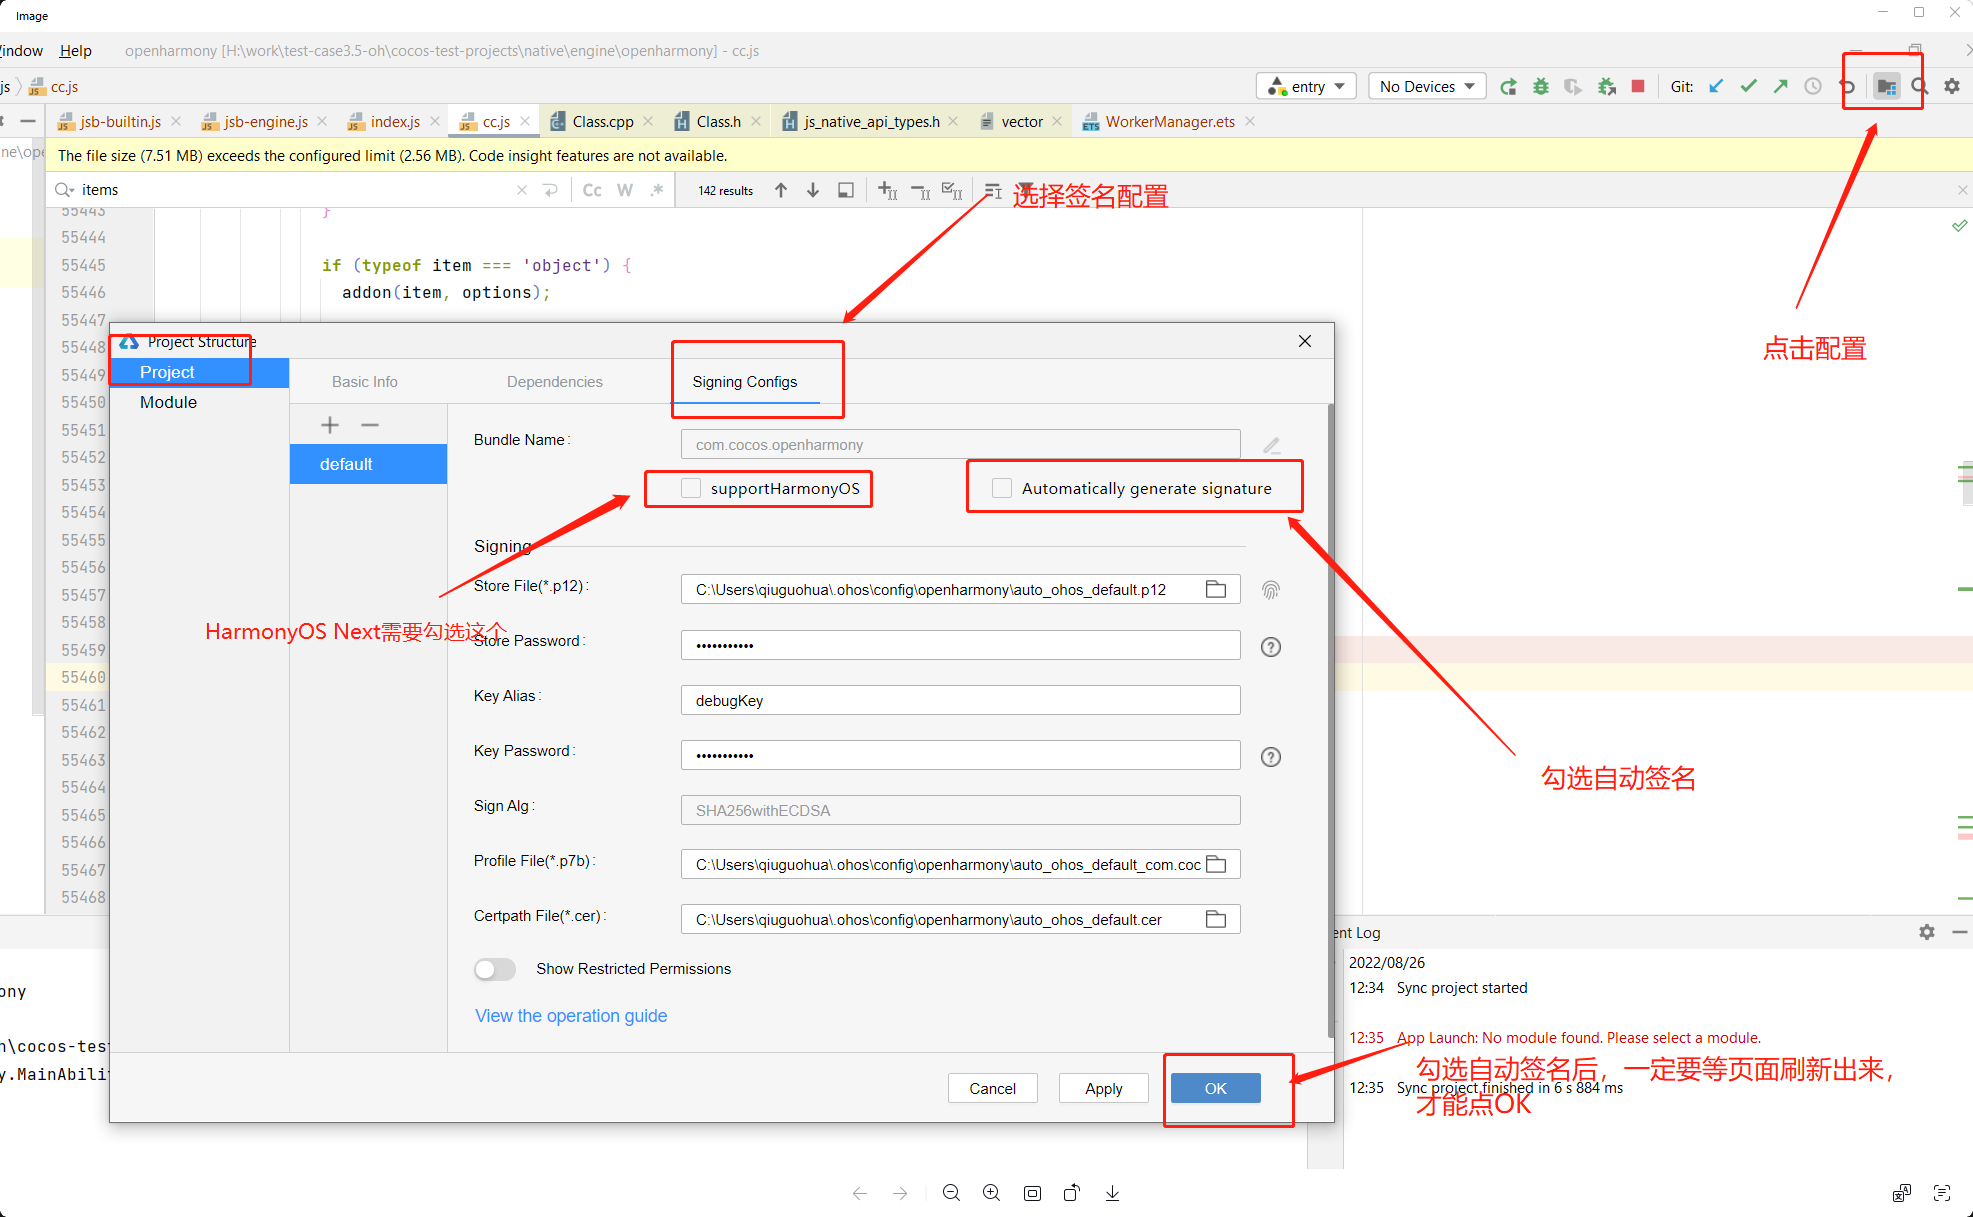 Image
indow Help openharmony [H:\work\test-case3.5-oh\cocos-test-projects\native\engine\openharmony] - cc.js
js cc.js entry No Devices Git:
jsb-builtin.js jsb-engine.js index.js cc.js Class.cpp Class.h js_native_api_types.h vector WorkerManager.ets
ne\ope
The file size (7.51 MB) exceeds the configured limit (2.56 MB). Code insight features are not available.
items Cc W .* 142 results
选择签名配置
55443 }
55444
55445 if (typeof item === 'object') {
55446 addon(item, options);
55447
55448
55449
55450
55451
55452
55453
55454
55455
55456
55457
55458
55459
55460
55461
55462
55463
55464
55465
55466
55467
55468
点击配置
Project Structure
Project
Module
Basic Info Dependencies Signing Configs
default
Bundle Name: com.cocos.openharmony
supportHarmonyOS Automatically generate signature
Signing
Store File(*.p12): C:\Users\qiuguohua\.ohos\config\openharmony\auto_ohos_default.p12
HarmonyOS Next需要勾选这个
Store Password: •••••••••••
Key Alias: debugKey
Key Password: •••••••••••
勾选自动签名
Sign Alg: SHA256withECDSA
Profile File(*.p7b): C:\Users\qiuguohua\.ohos\config\openharmony\auto_ohos_default_com.coc
Certpath File(*.cer): C:\Users\qiuguohua\.ohos\config\openharmony\auto_ohos_default.cer
Show Restricted Permissions
View the operation guide
Cancel Apply OK
ony
h\cocos-tes
y.MainAbili
ent Log
2022/08/26
12:34 Sync project started
12:35 App Launch: No module found. Please select a module.
勾选自动签名后，一定要等页面刷新出来，
12:35 Sync project finished in 6 s 884 ms
才能点OK